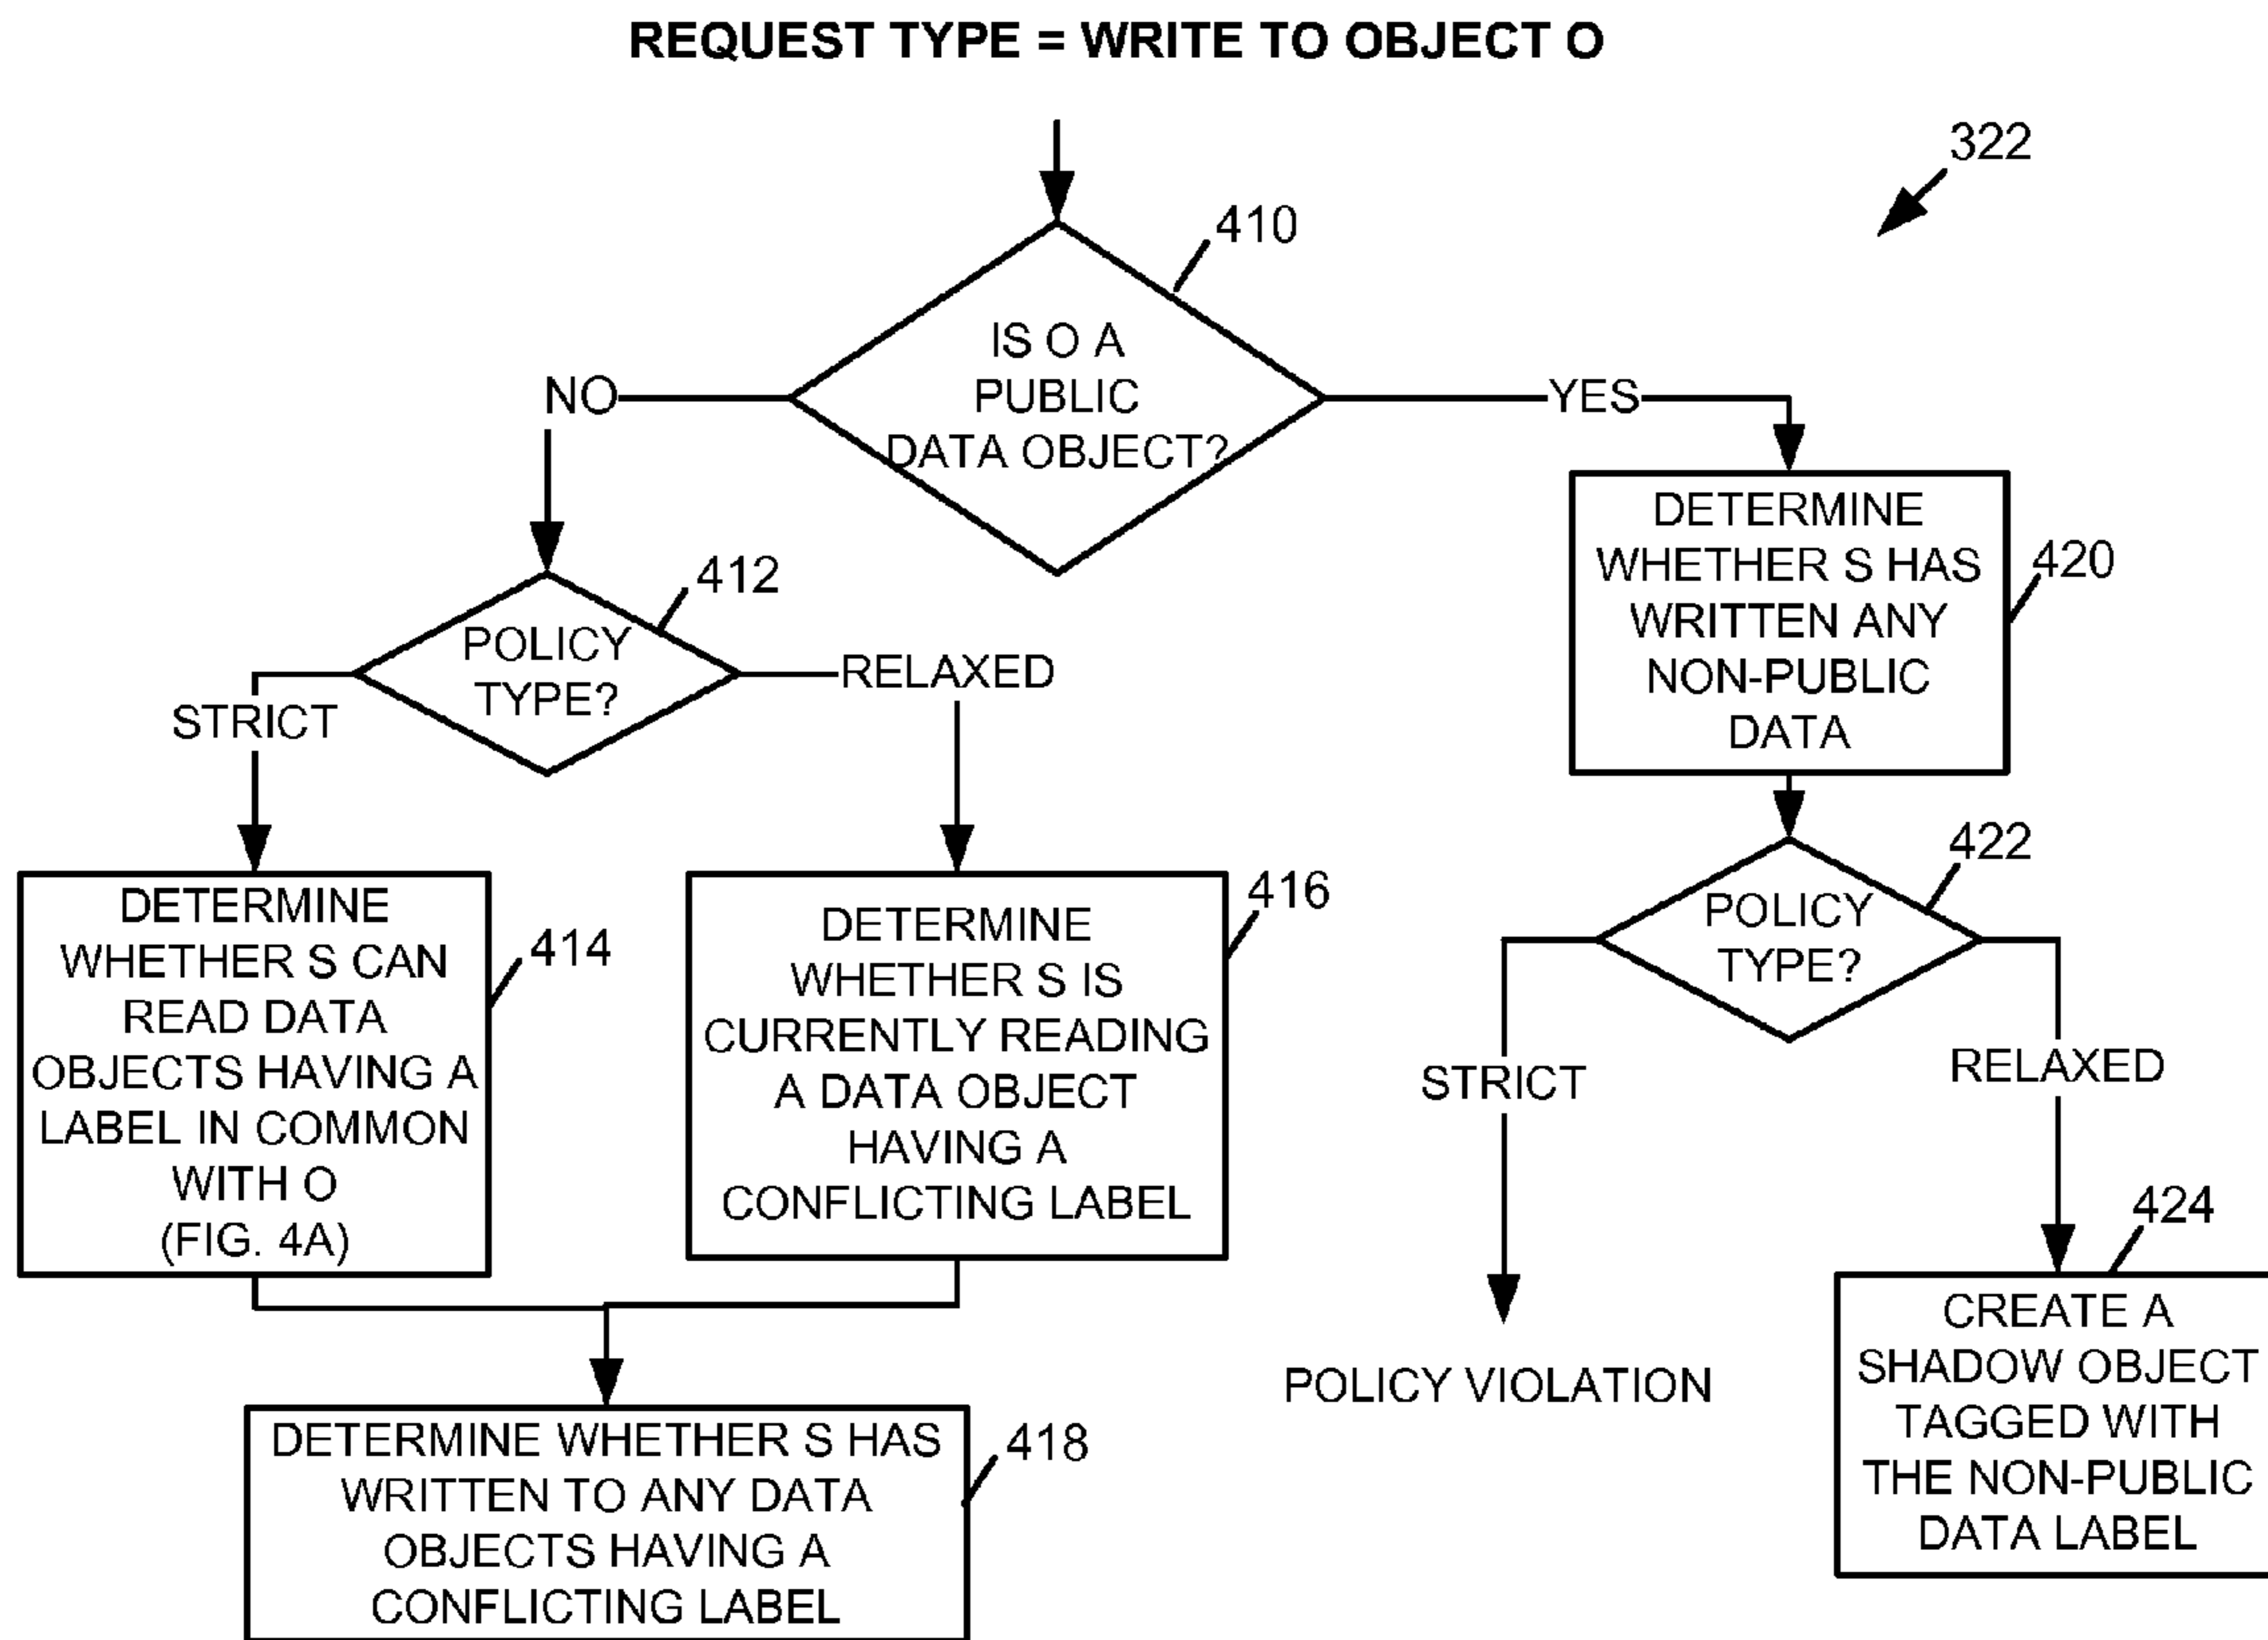 REQUEST TYPE = WRITE TO OBJECT O
322
410
IS O A
PUBLIC
DATA OBJECT?
NO
YES
412
POLICY
TYPE?
STRICT
RELAXED
DETERMINE
WHETHER S HAS
WRITTEN ANY
NON-PUBLIC
DATA
420
422
POLICY
TYPE?
STRICT
RELAXED
DETERMINE
WHETHER S CAN
READ DATA
OBJECTS HAVING A
LABEL IN COMMON
WITH O
(FIG. 4A)
414
DETERMINE
WHETHER S IS
CURRENTLY READING
A DATA OBJECT
HAVING A
CONFLICTING LABEL
416
POLICY VIOLATION
424
CREATE A
SHADOW OBJECT
TAGGED WITH
THE NON-PUBLIC
DATA LABEL
DETERMINE WHETHER S HAS
WRITTEN TO ANY DATA
OBJECTS HAVING A
CONFLICTING LABEL
418